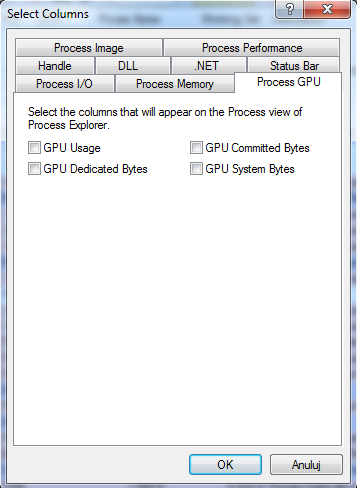 Select Columns
Process Image Process Performance
Handle DLL .NET Status Bar
Process I/O Process Memory Process GPU
Select the columns that will appear on the Process view of
Process Explorer.
GPU Usage GPU Committed Bytes
GPU Dedicated Bytes GPU System Bytes
OK Anuluj